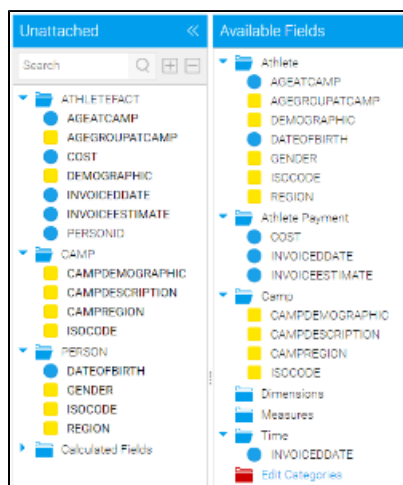 Unattached
Search
ATHLETEFACT
AGEATCAMP
AGEGROUPATCAMP
COST
DEMOGRAPHIC
INVOICEDDATE
INVOICEESTIMATE
PERSONID
CAMP
CAMPDEMOGRAPHIC
CAMPDESCRIPTION
CAMPREGION
ISOCODE
PERSON
DATEOFBIRTH
GENDER
ISOCODE
REGION
Calculated Fields
Available Fields
Athlete
AGEATCAMP
AGEGROUPATCAMP
DEMOGRAPHIC
DATEOFBIRTH
GENDER
ISOCODE
REGION
Athlete Payment
COST
INVOICEDDATE
INVOICEESTIMATE
Camp
CAMPDEMOGRAPHIC
CAMPDESCRIPTION
CAMPREGION
ISOCODE
Dimensions
Measures
Time
INVOICEDDATE
Edit Categories